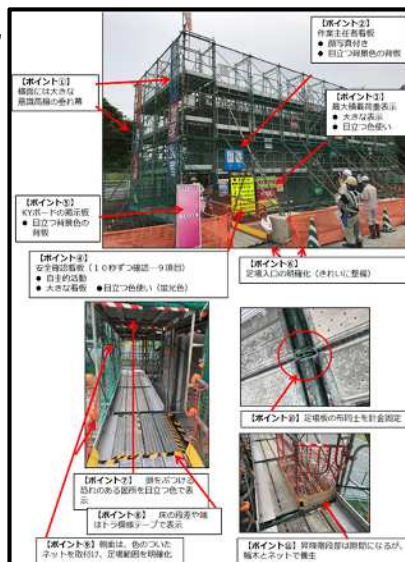 【ポイント②】
作業主任者看板
● 顔写真付き
● 目立つ背景色の背板
【ポイント①】
構面には大きな
意識高揚の垂れ幕
【ポイント③】
最大積載荷重表示
● 大きな表示
● 目立つ色使い
【ポイント⑤】
KYボードの掲示板
● 目立つ背景色の
背板
【ポイント④】
安全確認看板(10秒ずつ確認…9項目)
● 自主的活動
● 大きな看板 ●目立つ色使い(蛍光色)
【ポイント⑥】
足場入口の明確化(きれいに整備)
【ポイント⑦】 頭をぶつける
恐れのある箇所を目立つ色で表
示
【ポイント⑧】 床の段差や端
はトラ模様テープで表示
【ポイント⑨】側面は、色のついた
ネットを取付け、足場範囲を明確化
【ポイント⑩】足場板の布同士を針金固定
【ポイント⑪】昇降階段部は隙間になるが、
幅木とネットで養生